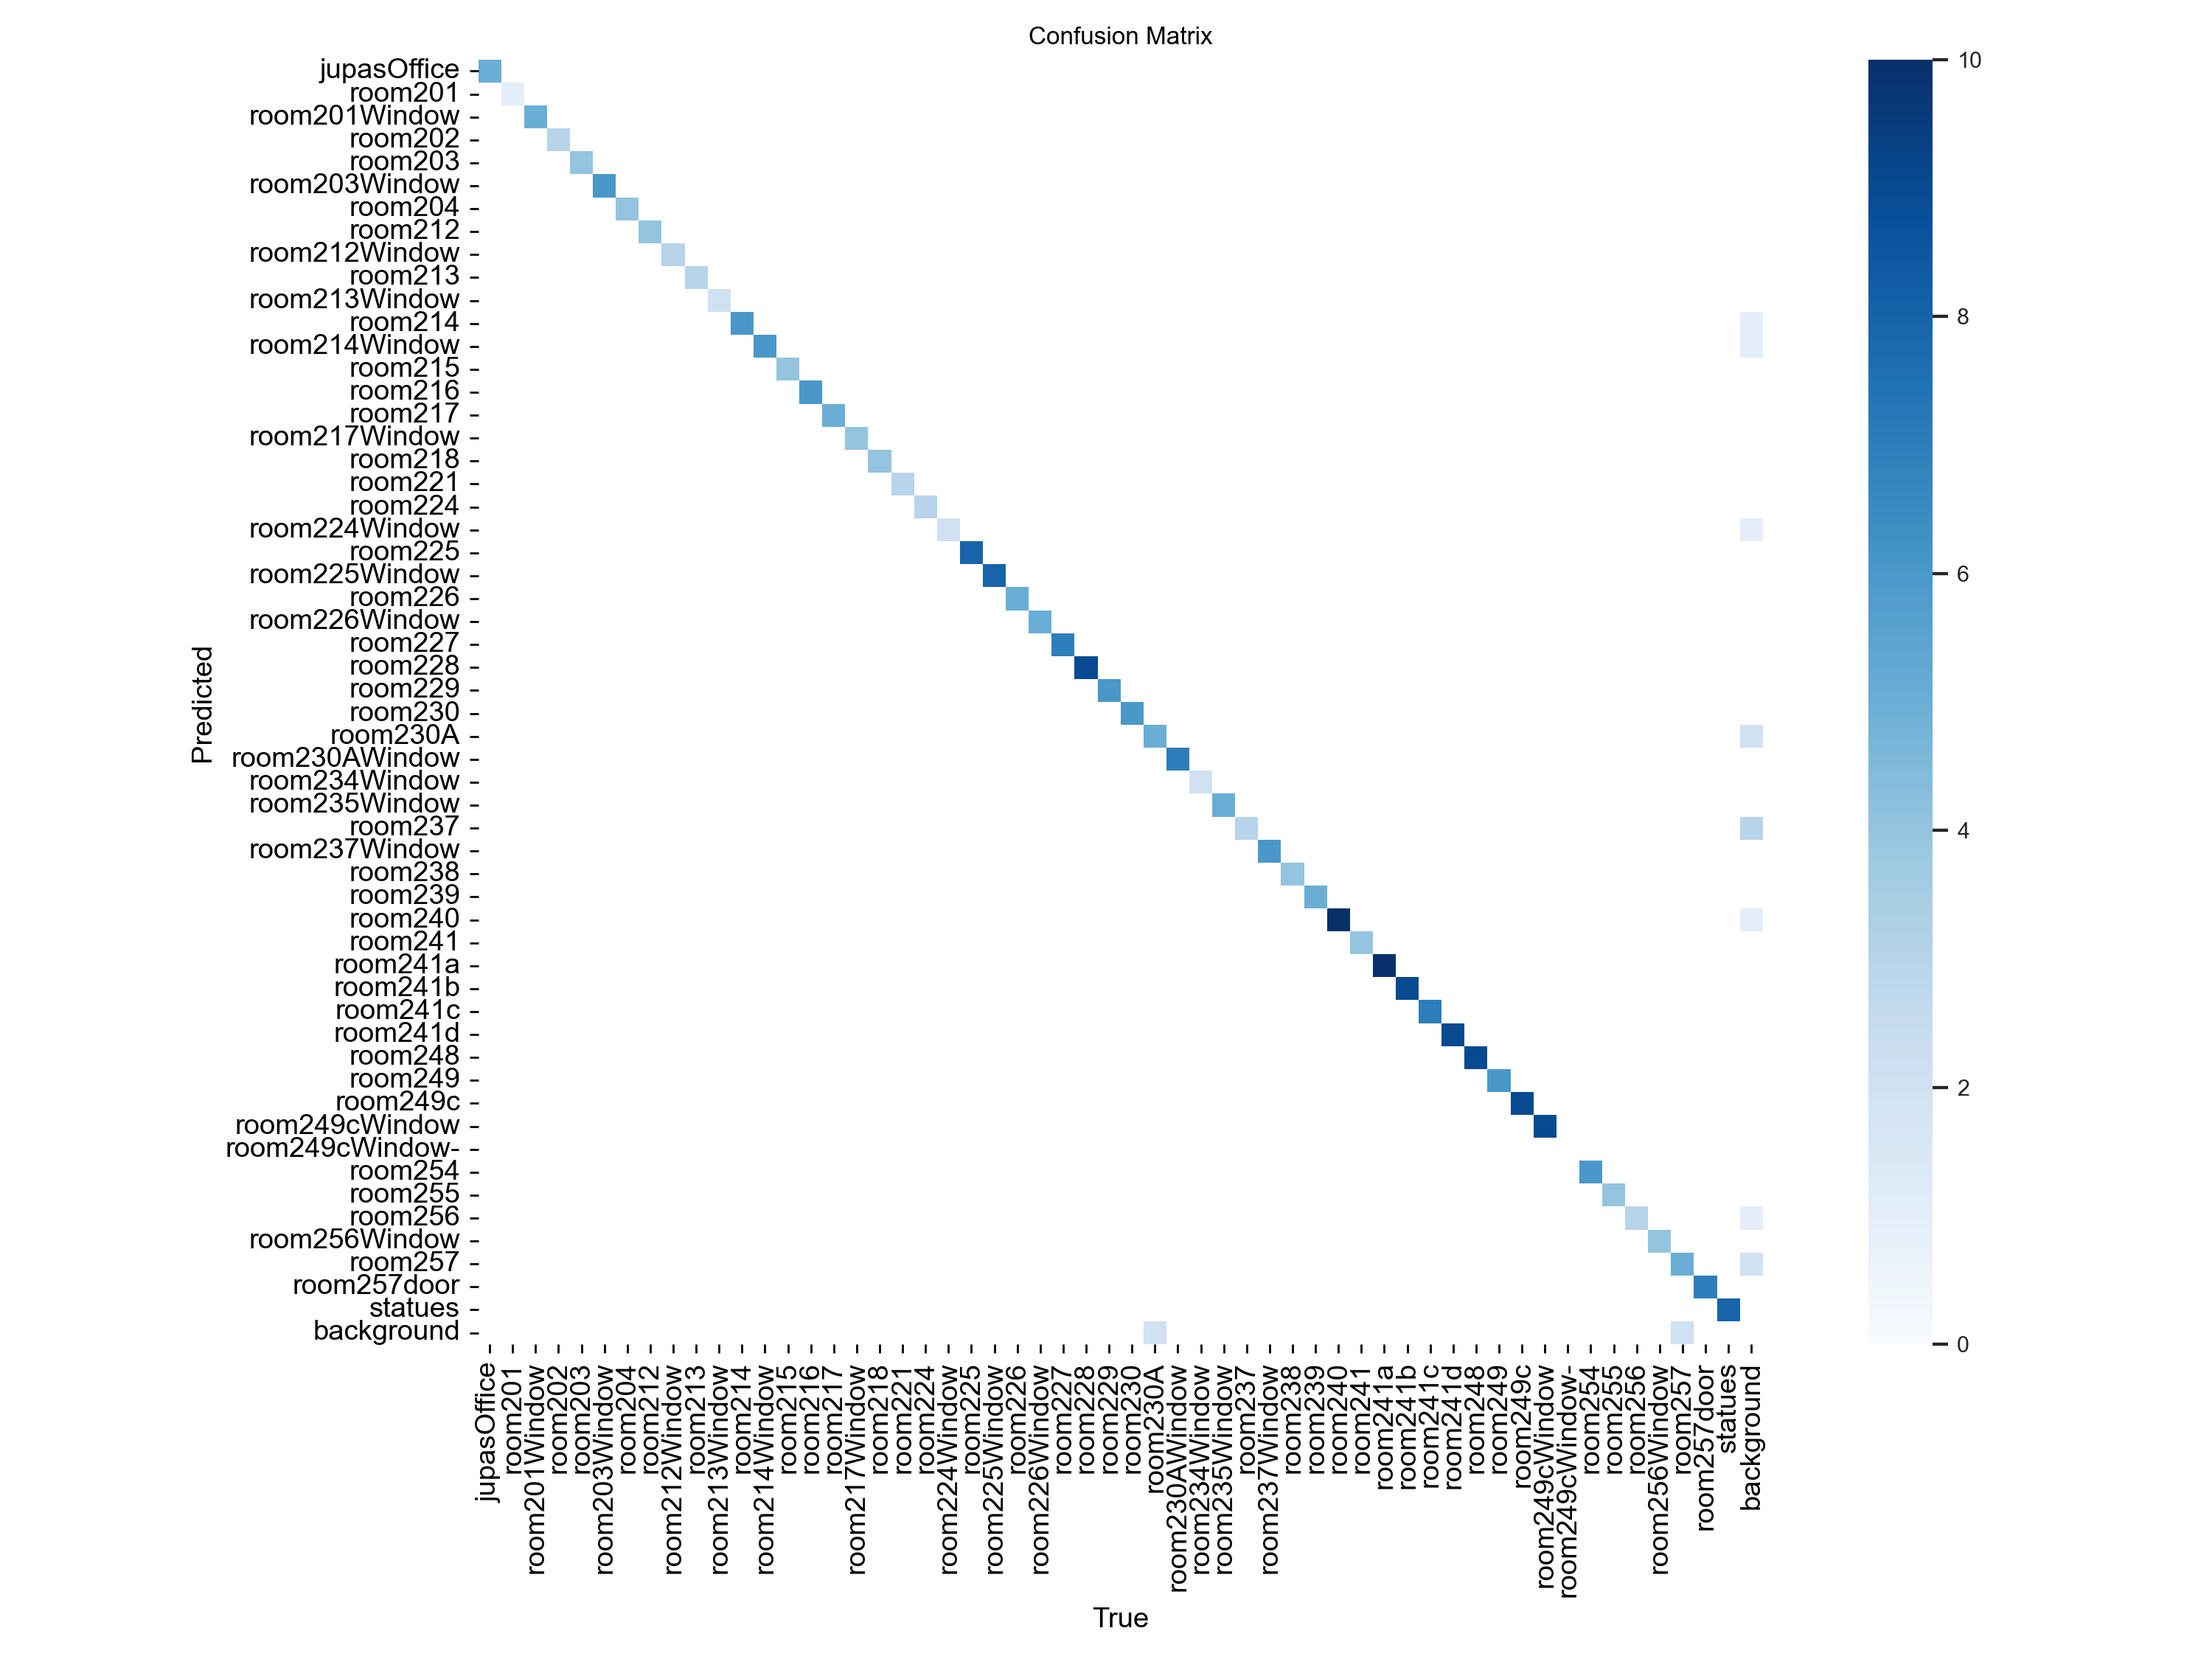 Confusion Matrix
jupasOffice
room201
room201Window
room202
room203
room203Window
room204
room212
room212Window
room213
room213Window
room214
room214Window
room215
room216
room217
room217Window
room218
room221
room224
room224Window
room225
room225Window
room226
room226Window
room227
room228
room229
room230
room230A
room230AWindow
room234Window
room235Window
room237
room237Window
room238
room239
room240
room241
room241a
room241b
room241c
room241d
room248
room249
room249c
room249cWindow
room249cWindow-
room254
room255
room256
room256Window
room257
room257door
statues
background
Predicted
jupasOffice
room201
room201Window
room202
room203
room203Window
room204
room212
room212Window
room213
room213Window
room214
room214Window
room215
room216
room217
room217Window
room218
room221
room224
room224Window
room225
room225Window
room226
room226Window
room227
room228
room229
room230
room230A
room230AWindow
room234Window
room235Window
room237
room237Window
room238
room239
room240
room241
room241a
room241b
room241c
room241d
room248
room249
room249c
room249cWindow
room249cWindow-
room254
room255
room256
room256Window
room257
room257door
statues
background
True
10
8
6
4
2
0